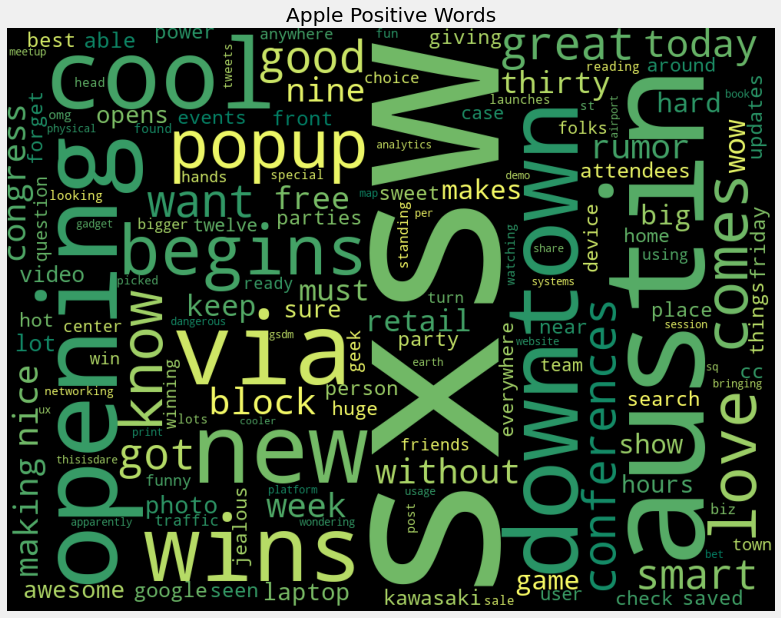 Apple Positive Words
meetup
best
able
power
anywhere
fun
giving
great
today
cool
head
tweets
good
nine
choice
SXSW
thirty
reading
around
launches
book
omg
opens
events
front
case
st
hard
updates
forget
physical
found
popup
analytics
folks
airport
rumor
wow
congress
opening
hands
special
demo
attendees
looking
question
gadget
want
free
map
sweet
makes
downtown
austin
bigger
twelve
parties
standing
per
big
device
comes
friday
things
begins
watching
share
home
using
video
picked
ready
must
turn
systems
hot
center
lot
know
keep
dangerous
sure
retail
near
place
session
win
via
gsdm
geek
party
website
everywhere
conferences
team
sq
cc
nice
networking
winning
earth
person
bringing
ux
block
huge
search
love
print
lots
cooler
new
friends
show
thisisdare
got
funny
without
hours
making
photo
platform
week
usage
biz
apparently
traffic
jealous
wondering
post
town
bet
wins
game
smart
awesome
google
seen
laptop
kawasaki
sale
user
check
saved